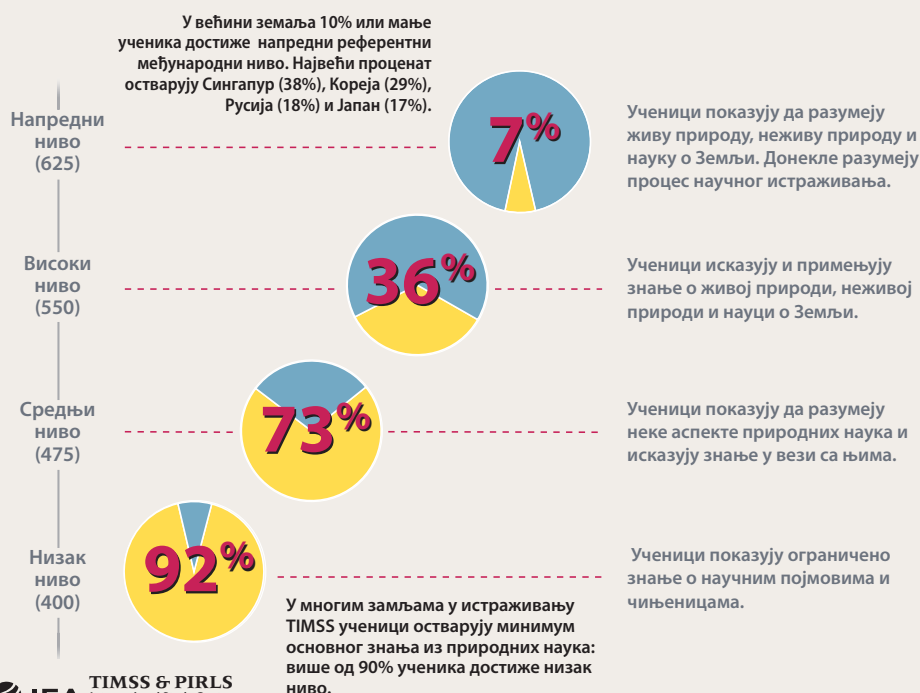 У већини земаља 10% или мање
ученика достиже напредни референтни
међународни ниво. Највећи проценат
остварују Сингапур (38%), Кореја (29%),
Русија (18%) и Јапан (17%).
Напредни
ниво
(625)
7%
Ученици показују да разумеју
живу природу, неживу природу и
науку о Земљи. Донекле разумеју
процес научног истраживања.
Високи
ниво
(550)
36%
Ученици исказују и примењују
знање о живој природи, неживој
природи и науци о Земљи.
Средњи
ниво
(475)
73%
Ученици показују да разумеју
неке аспекте природних наука и
исказују знање у вези са њима.
Низак
ниво
(400)
92%
Ученици показују ограничено
знање о научним појмовима и
чињеницама.
У многим замљама у истраживању
TIMSS ученици остварују минимум
основног знања из природних наука:
више од 90% ученика достиже низак
ниво.
IEA
TIMSS & PIRLS